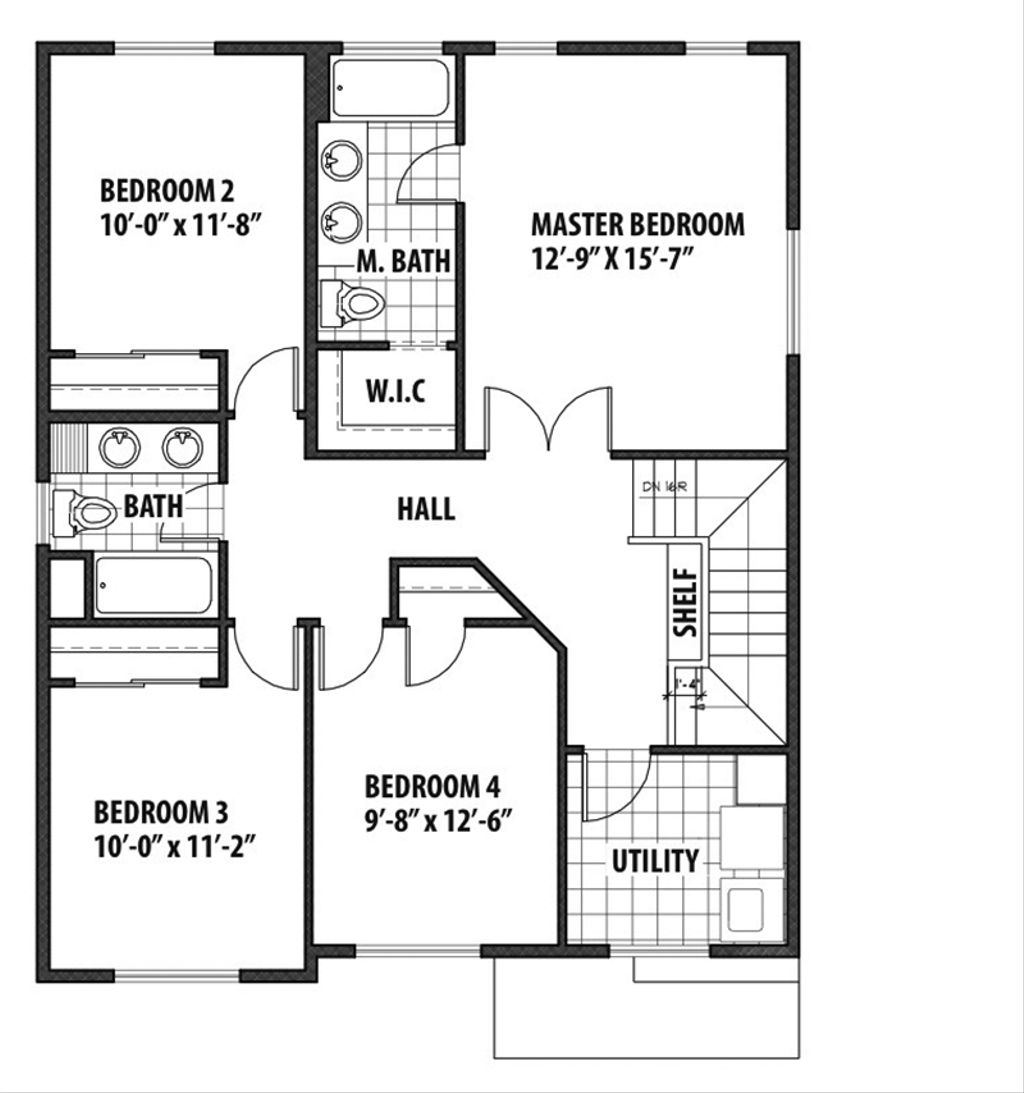 BEDROOM 2
10’-0” x 11’-8”
MASTER BEDROOM
12’-9” X 15’-7”
M. BATH
W.I.C
DN 16R
BATH
HALL
SHELF
1'-4"
BEDROOM 3
10’-0” x 11’-2”
BEDROOM 4
9’-8” x 12’-6”
UTILITY